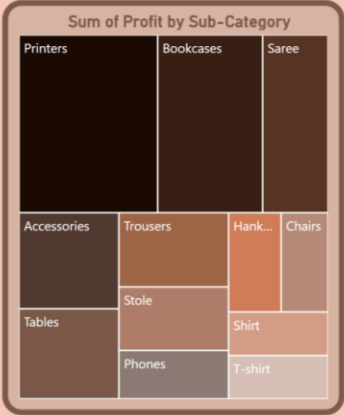 Sum of Profit by Sub-Category
Printers
Bookcases
Saree
Accessories
Trousers
Hank...
Chairs
Stole
Tables
Shirt
Phones
T-shirt